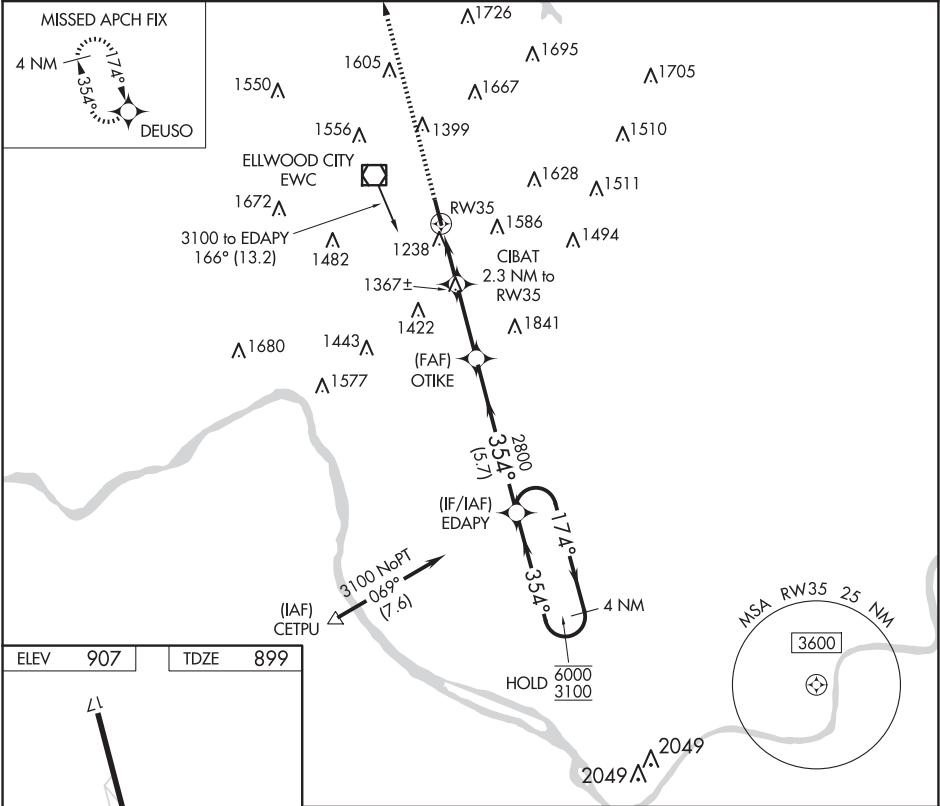 MISSED APCH FIX
4 NM
174°
354°
DEUSO
1726
1695
1605
1705
1550
1667
1399
1556
1510
ELLWOOD CITY
EWC
1628
1511
1672
RW35
1586
3100 to EDAPY
166° (13.2)
1482
1238
1494
CIBAT
2.3 NM to
RW35
1367±
1422
1841
1680
1443
(FAF)
OTIKE
1577
2800
354°
(5.7)
(IF/IAF)
EDAPY
174°
354°
4 NM
3100 NoPT
069°
(7.6)
(IAF)
CETPU
HOLD
6000
3100
MSA RW35 25 NM
3600
ELEV 907
TDZE 899
17
2049
2049